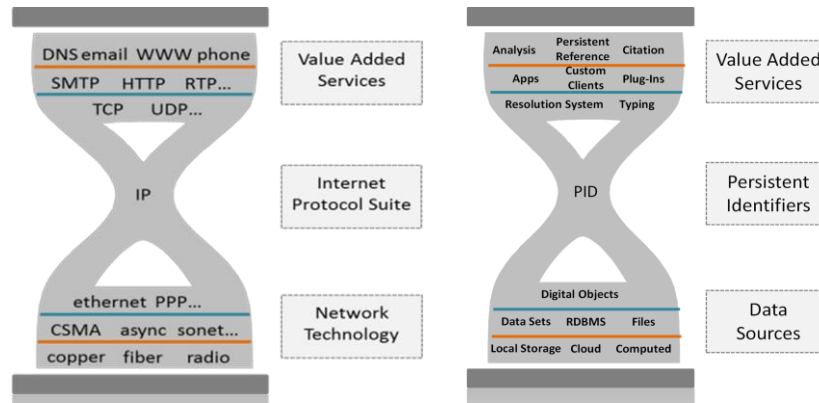 DNS email WWW phone
SMTP HTTP RTP...
TCP UDP...
IP
ethernet PPP...
CSMA async sonet...
copper fiber radio
Value Added
Services
Internet
Protocol Suite
Network
Technology
Analysis Persistent Reference Citation
Apps Custom Clients Plug-Ins
Resolution System Typing
PID
Digital Objects
Data Sets RDBMS Files
Local Storage Cloud Computed
Value Added
Services
Persistent
Identifiers
Data
Sources